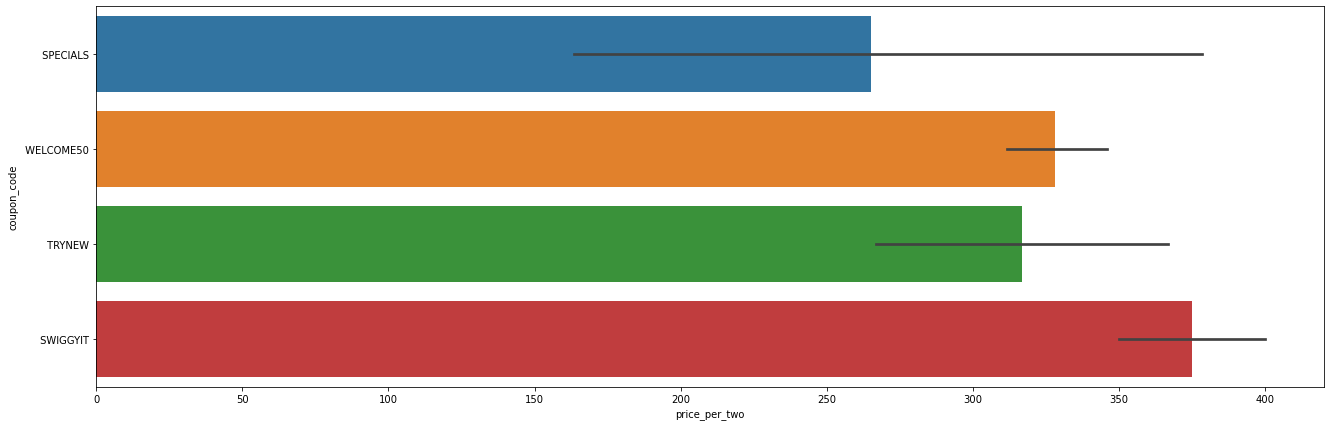 SPECIALS
WELCOME50
TRYNEW
SWIGGYIT
coupon_code
0 50 100 150 200 250 300 350 400
price_per_two